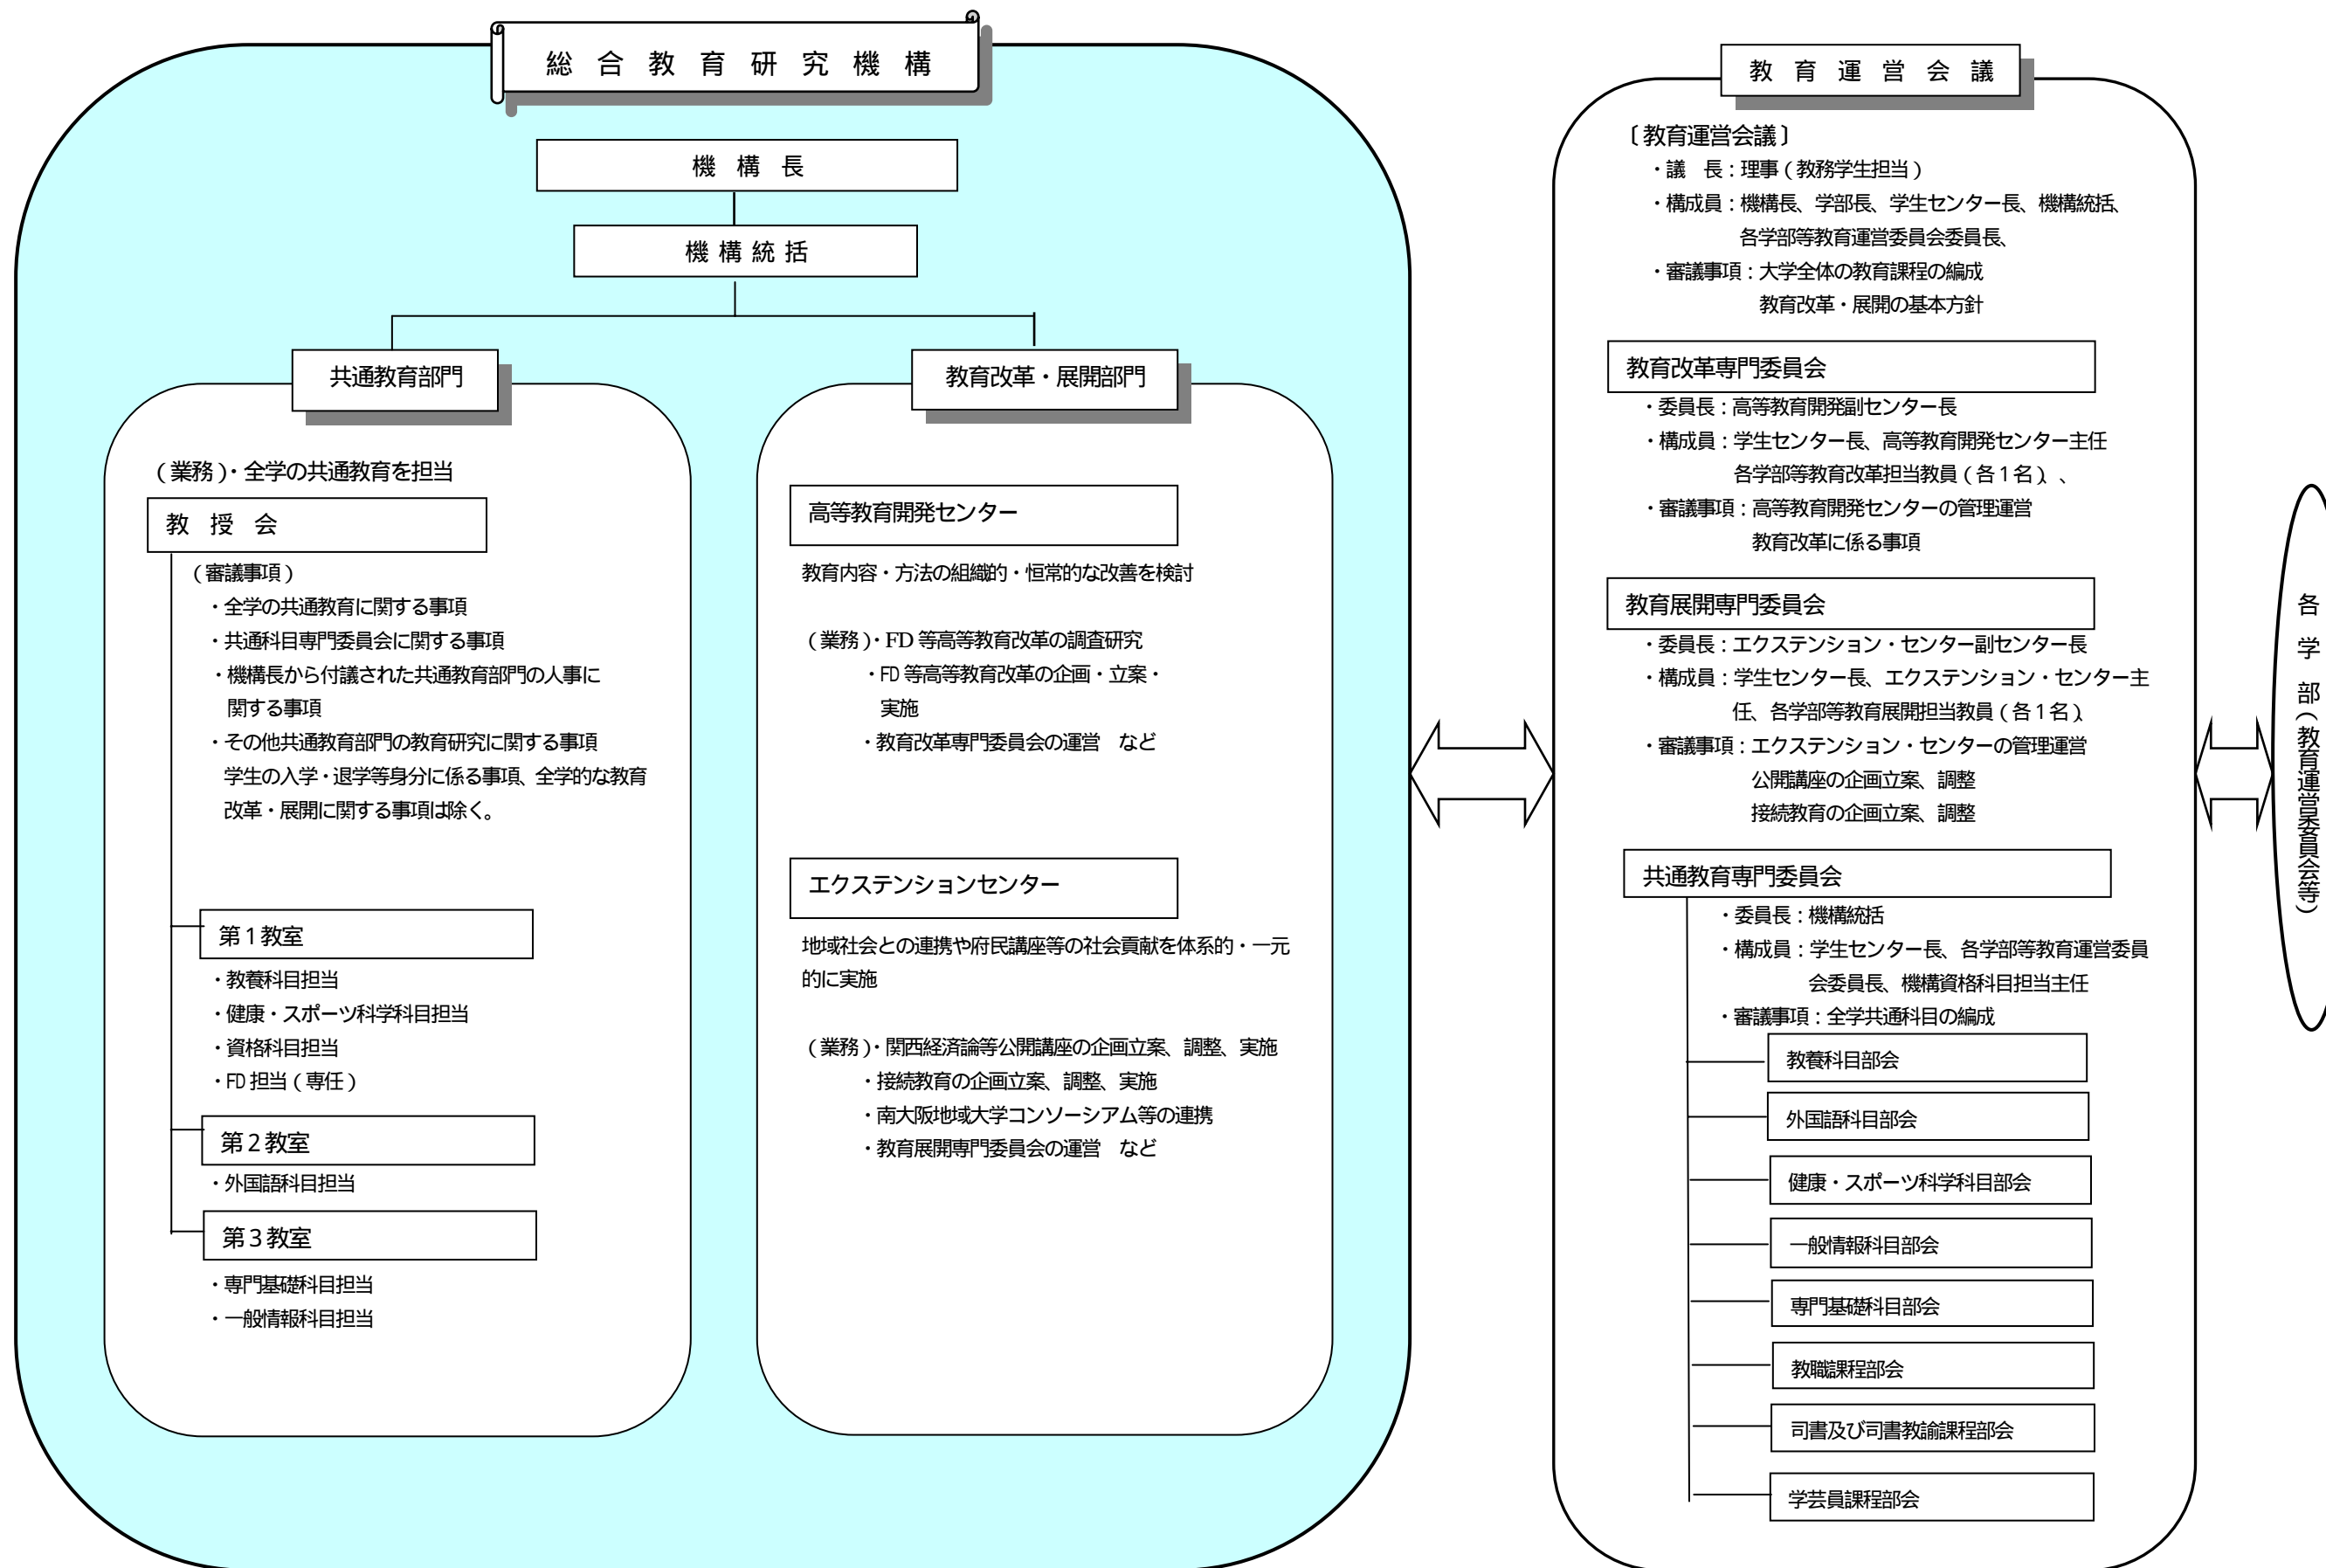 総合教育研究機構
機構長
機構統括
共通教育部門
(業務)・全学の共通教育を担当
教授会
(審議事項)
・全学の共通教育に関する事項
・共通科目専門委員会に関する事項
・機構長から付議された共通教育部門の人事に
関する事項
・その他共通教育部門の教育研究に関する事項
学生の入学・退学等身分に係る事項、全学的な教育
改革・展開に関する事項は除く。
第1教室
・教養科目担当
・健康・スポーツ科学科目担当
・資格科目担当
・FD担当(専任)
第2教室
・外国語科目担当
第3教室
・専門基礎科目担当
・一般情報科目担当
教育改革・展開部門
高等教育開発センター
教育内容・方法の組織的・恒常的な改善を検討
(業務)・FD等高等教育改革の調査研究
・FD等高等教育改革の企画・立案・
実施
・教育改革専門委員会の運営 など
エクステンションセンター
地域社会との連携や府民講座等の社会貢献を体系的・一元
的に実施
(業務)・関西経済論等公開講座の企画立案、調整、実施
・接続教育の企画立案、調整、実施
・南大阪地域大学コンソーシアム等の連携
・教育展開専門委員会の運営 など
教育運営会議
〔教育運営会議〕
・議 長:理事(教務学生担当)
・構成員:機構長、学部長、学生センター長、機構統括、
各学部等教育運営委員会委員長、
・審議事項:大学全体の教育課程の編成
教育改革・展開の基本方針
教育改革専門委員会
・委員長:高等教育開発副センター長
・構成員:学生センター長、高等教育開発センター主任
各学部等教育改革担当教員(各1名)、
・審議事項:高等教育開発センターの管理運営
教育改革に係る事項
教育展開専門委員会
・委員長:エクステンション・センター副センター長
・構成員:学生センター長、エクステンション・センター主
任、各学部等教育展開担当教員(各1名)
・審議事項:エクステンション・センターの管理運営
公開講座の企画立案、調整
接続教育の企画立案、調整
共通教育専門委員会
・委員長:機構統括
・構成員:学生センター長、各学部等教育運営委員
会委員長、機構資格科目担当主任
・審議事項:全学共通科目の編成
教養科目部会
外国語科目部会
健康・スポーツ科学科目部会
一般情報科目部会
専門基礎科目部会
教職課程部会
司書及び司書教諭課程部会
学芸員課程部会
各学部(教育運営委員会等)